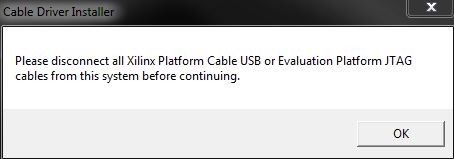 Cable Driver Installer
Please disconnect all Xilinx Platform Cable USB or Evaluation Platform JTAG
cables from this system before continuing.
OK